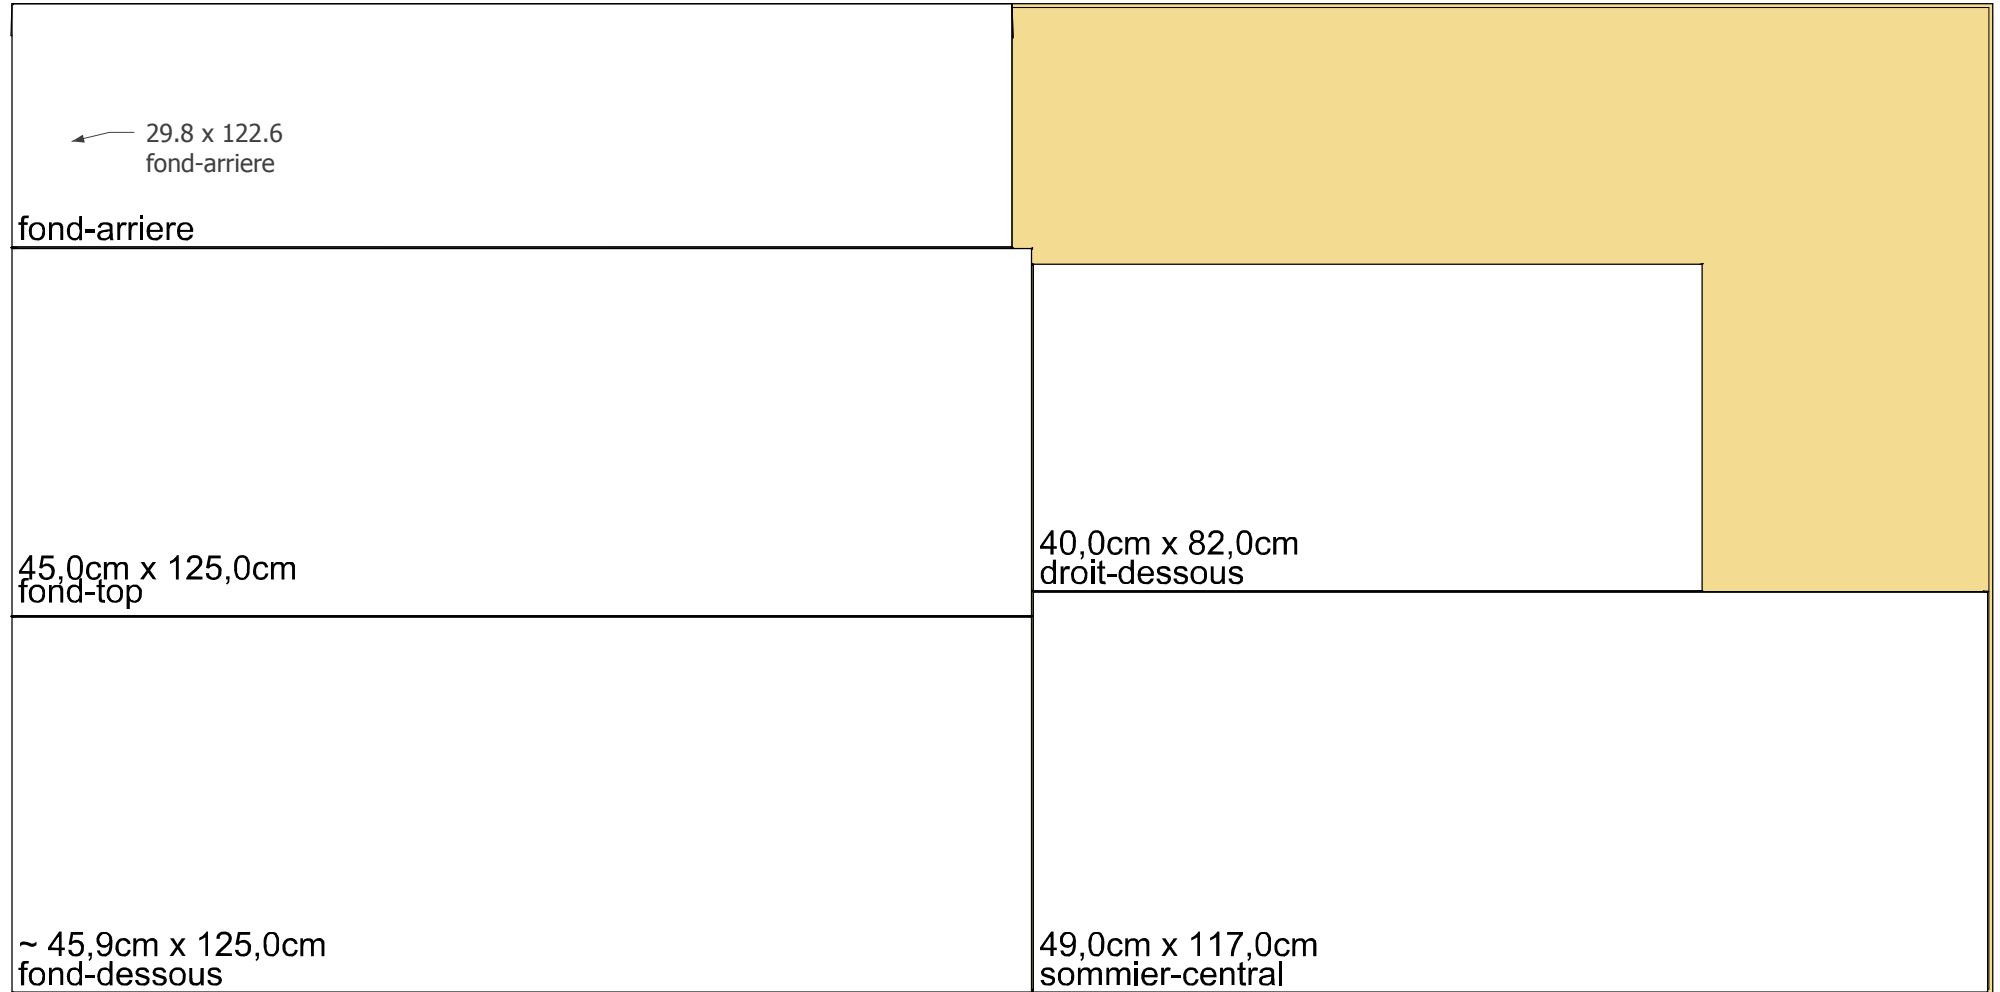 29.8 x 122.6
fond-arriere
fond-arriere
45,0cm x 125,0cm
fond-top
40,0cm x 82,0cm
droit-dessous
~ 45,9cm x 125,0cm
fond-dessous
49,0cm x 117,0cm
sommier-central